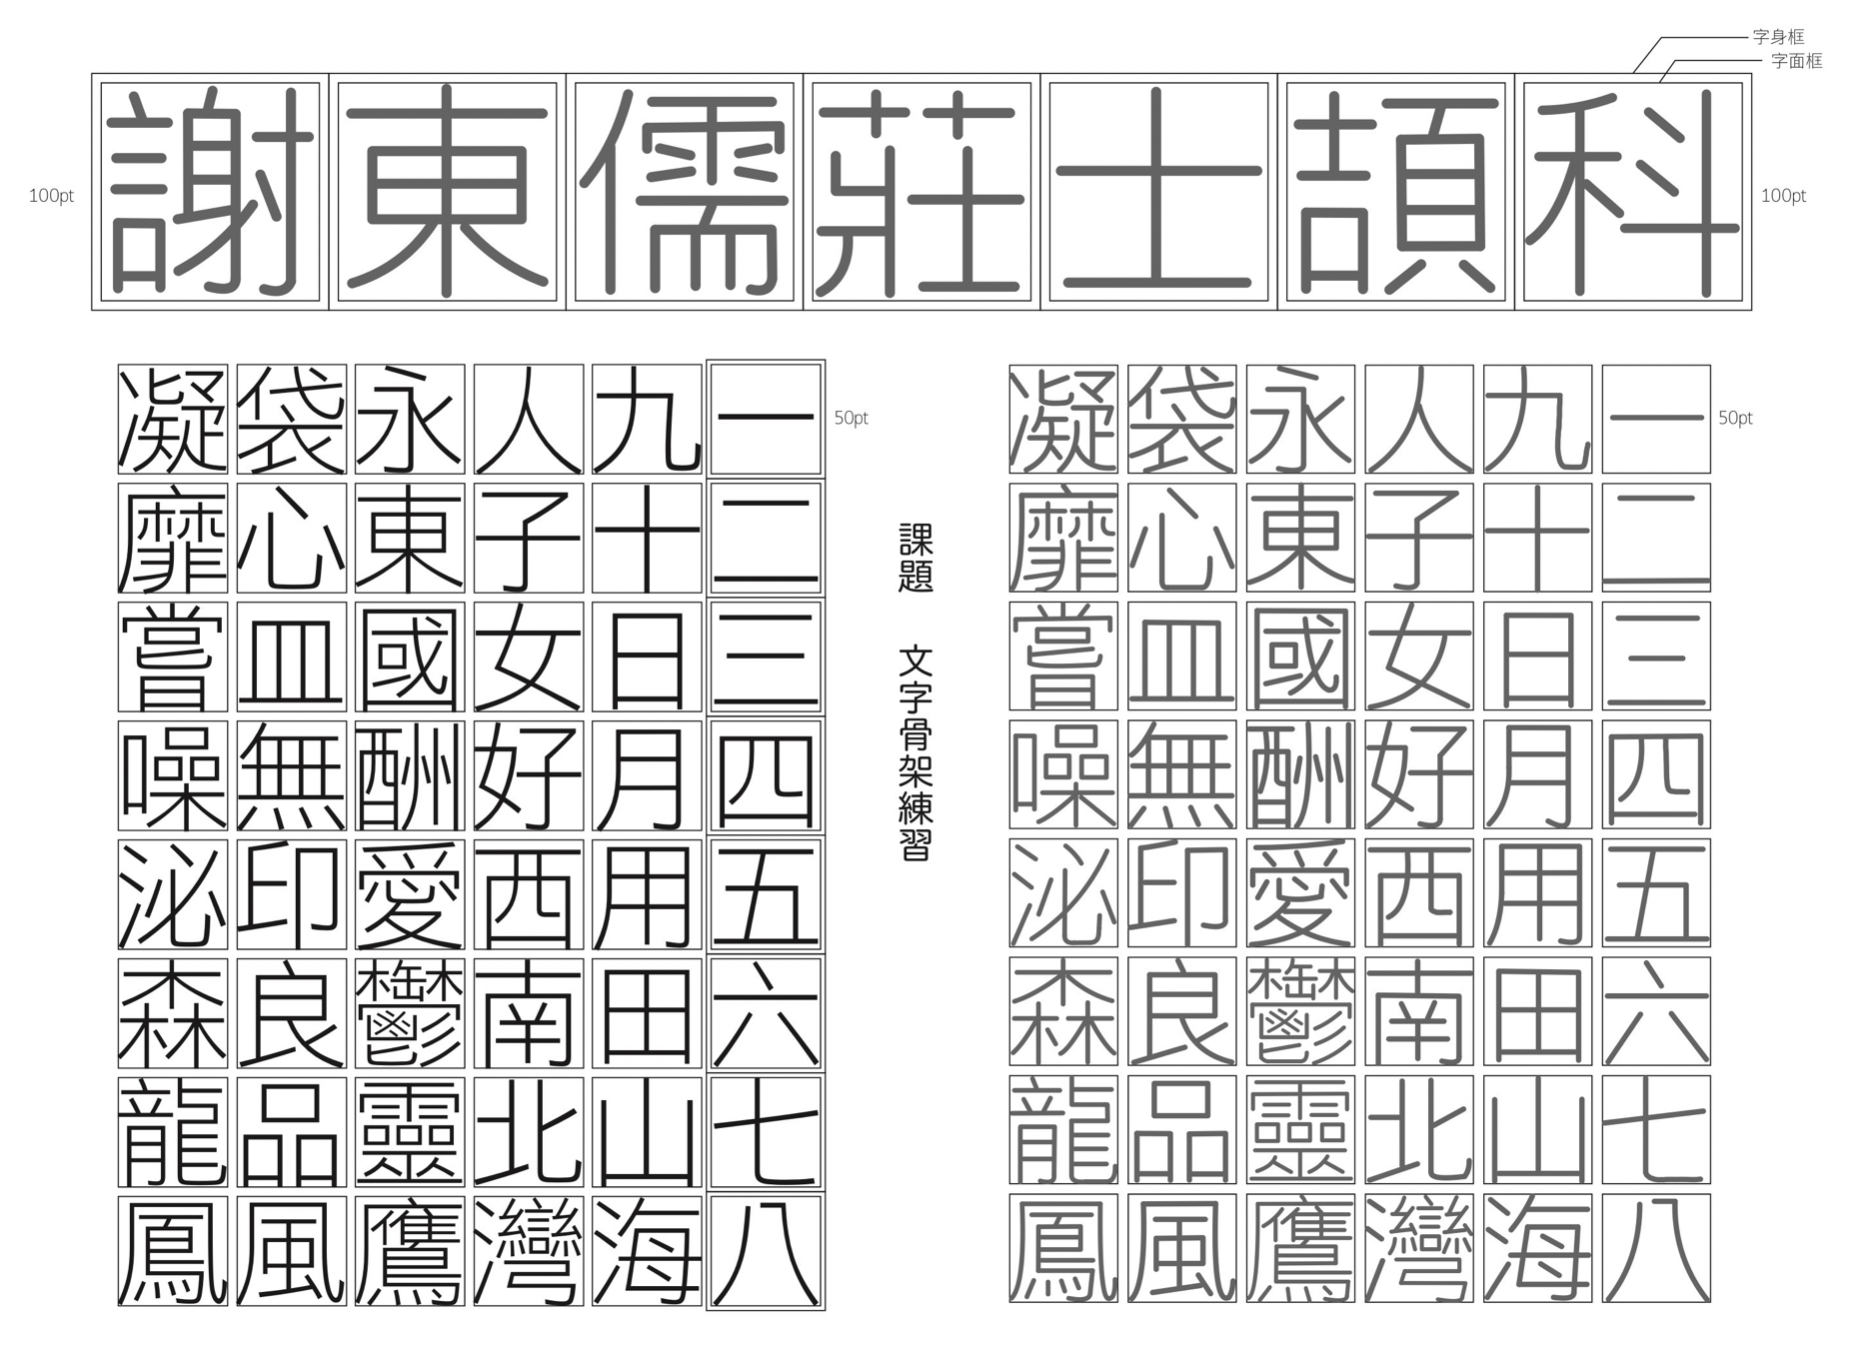 字身框
字面框
100pt
謝東儒莊士頡科
100pt
一二三四五六七八
九十日月用田山海
人子女好西南北灣
永東國酬愛鬱靈鷹
袋心皿無印良品風
凝靡嘗噪泌森龍鳳
50pt
課題 文字骨架練習
一二三四五六七八
九十日月用田山海
人子女好西南北灣
永東國酬愛鬱靈鷹
袋心皿無印良品風
凝靡嘗噪泌森龍鳳
50pt